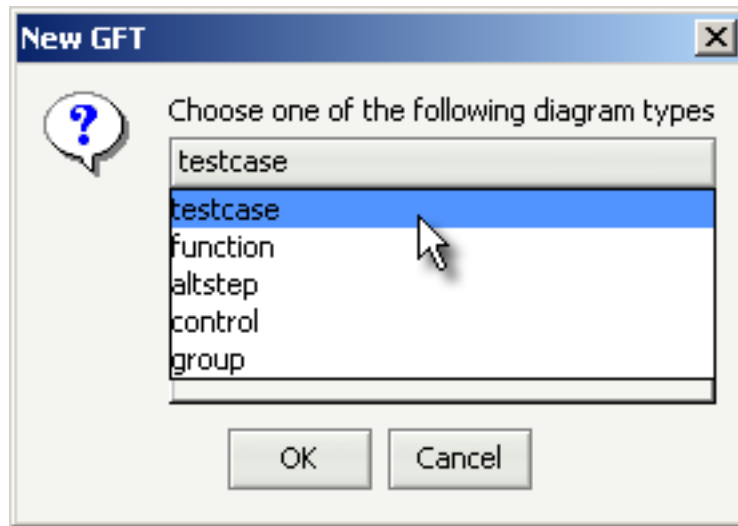 New GFT
?
Choose one of the following diagram types
testcase
testcase
function
altstep
control
group
OK Cancel